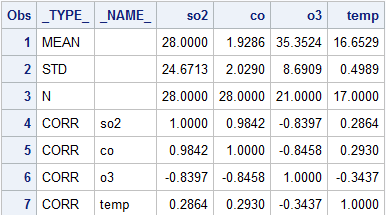 Obs _TYPE_ _NAME_ so2 co o3 temp
1 MEAN 28.0000 1.9286 35.3524 16.6529
2 STD 24.6713 2.0290 8.6909 0.4989
3 N 28.0000 28.0000 21.0000 17.0000
4 CORR so2 1.0000 0.9842 -0.8397 0.2864
5 CORR co 0.9842 1.0000 -0.8458 0.2930
6 CORR o3 -0.8397 -0.8458 1.0000 -0.3437
7 CORR temp 0.2864 0.2930 -0.3437 1.0000